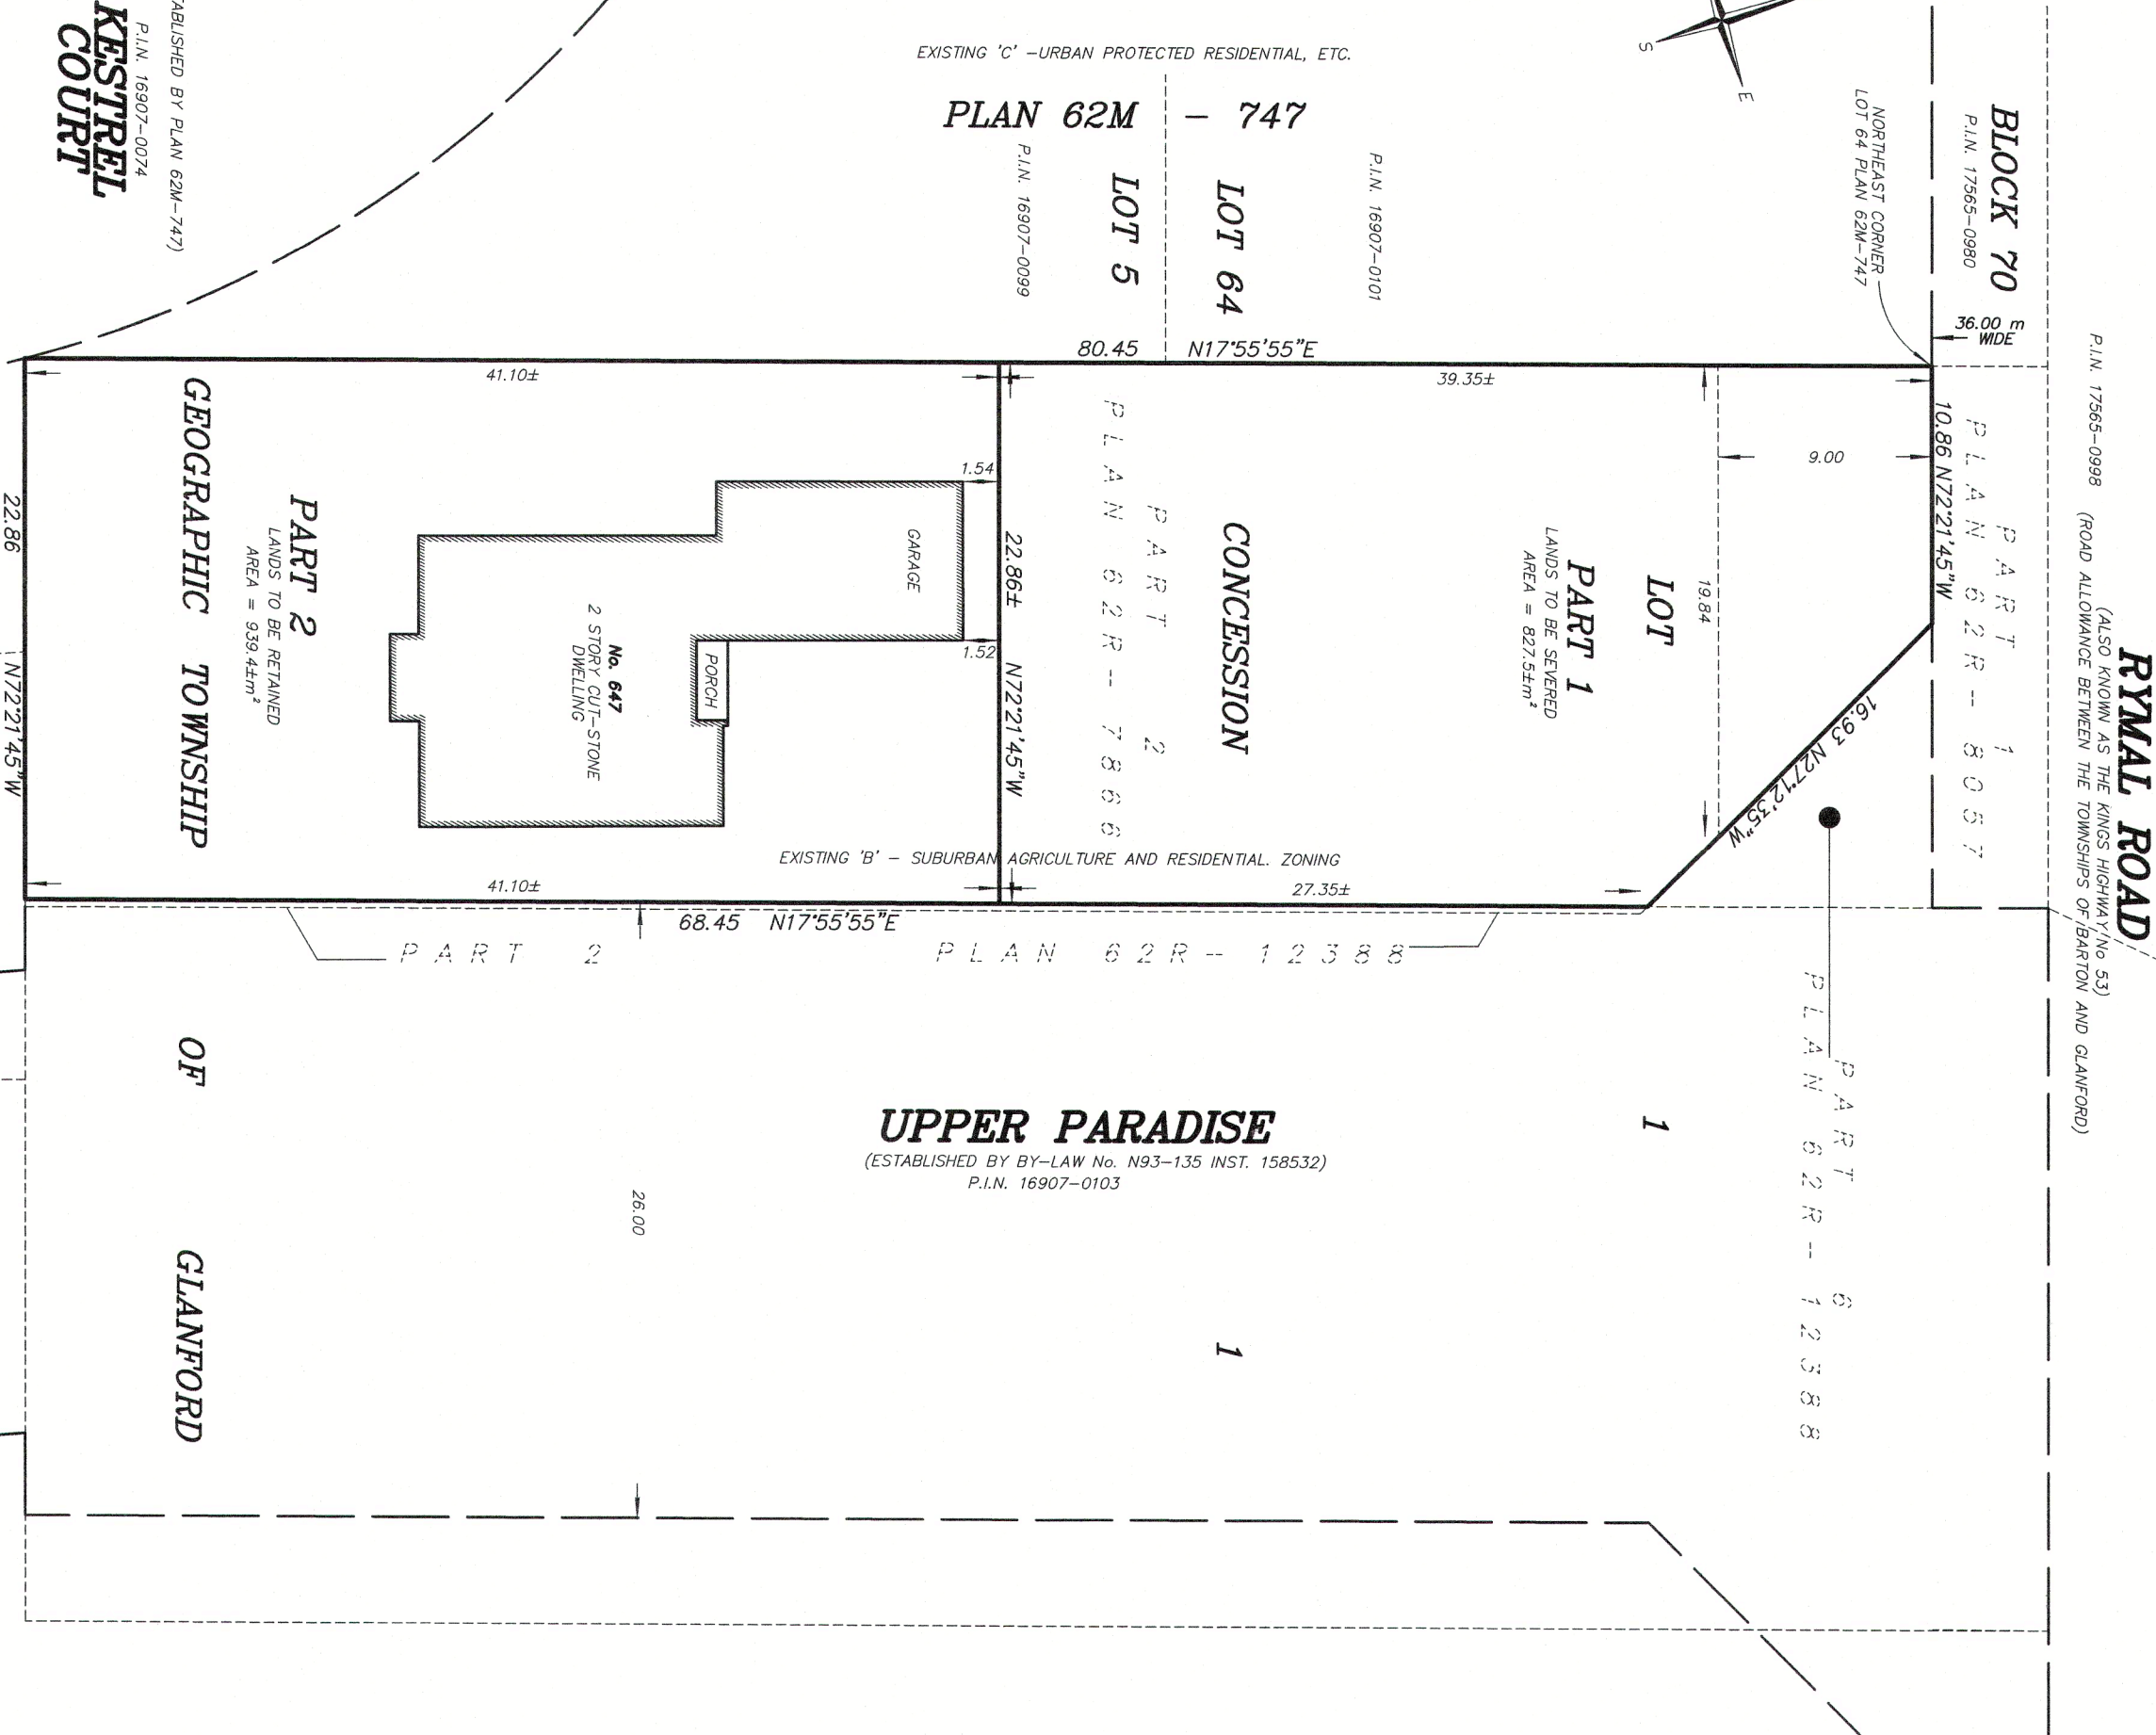 EXISTING 'C' -URBAN PROTECTED RESIDENTIAL, ETC.
PLAN 62M - 747
LOT 5
P.I.N. 16907-0099
LOT 64
P.I.N. 16907-0101
KESTREL
COURT
P.I.N. 16907-0074
BY PLAN 62M-747)
S
E
NORTHEAST CORNER
LOT 64 PLAN 62M-747
BLOCK 70
P.I.N. 17565-0980
36.00 m
WIDE
P.I.N. 17565-0998
RYMAL ROAD
(ALSO KNOWN AS THE KINGS HIGHWAY No 53)
(ROAD ALLOWANCE BETWEEN THE TOWNSHIPS OF BARTON AND GLANFORD)
PART 1
PLAN 62R-8057
10.86 N72°21'45"W
80.45 N17°55'55"E
41.10±
39.35±
9.00
19.84
16.93 N27°12'35"W
LOT 1
PART 1
LANDS TO BE SEVERED
AREA = 827.5±m²
CONCESSION 1
PART 2
PLAN 62R-7866
22.86± N72°21'45"W
1.54
1.52
GARAGE
PORCH
No. 647
2 STORY CUT-STONE
DWELLING
PART 2
LANDS TO BE RETAINED
AREA = 939.4±m²
GEOGRAPHIC TOWNSHIP OF GLANFORD
22.86 N72°21'45"W
EXISTING 'B' - SUBURBAN AGRICULTURE AND RESIDENTIAL. ZONING
41.10±
27.35±
68.45 N17°55'55"E
PART 2 PLAN 62R-12388
PART 6
PLAN 62R-12388
UPPER PARADISE
(ESTABLISHED BY BY-LAW No. N93-135 INST. 158532)
P.I.N. 16907-0103
26.00